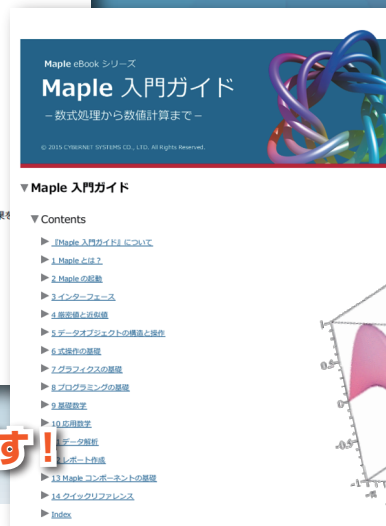 Maple eBook シリーズ
Maple 入門ガイド
－数式処理から数値計算まで－
© 2015 CYBERNET SYSTEMS CO., LTD. All Rights Reserved.
▼Maple 入門ガイド
▼Contents
▶『Maple 入門ガイド』について
▶1 Maple とは？
▶2 Maple の起動
▶3 インターフェース
▶4 厳密値と近似値
▶5 データオブジェクトの構造と操作
▶6 式操作の基礎
▶7 グラフィクスの基礎
▶8 プログラミングの基礎
▶9 基礎数学
▶10 応用数学
データ解析
す！
レポート作成
▶13 Maple コンポーネントの基礎
▶14 クイックリファレンス
▶Index
1
0.5
0
-0.5
-1